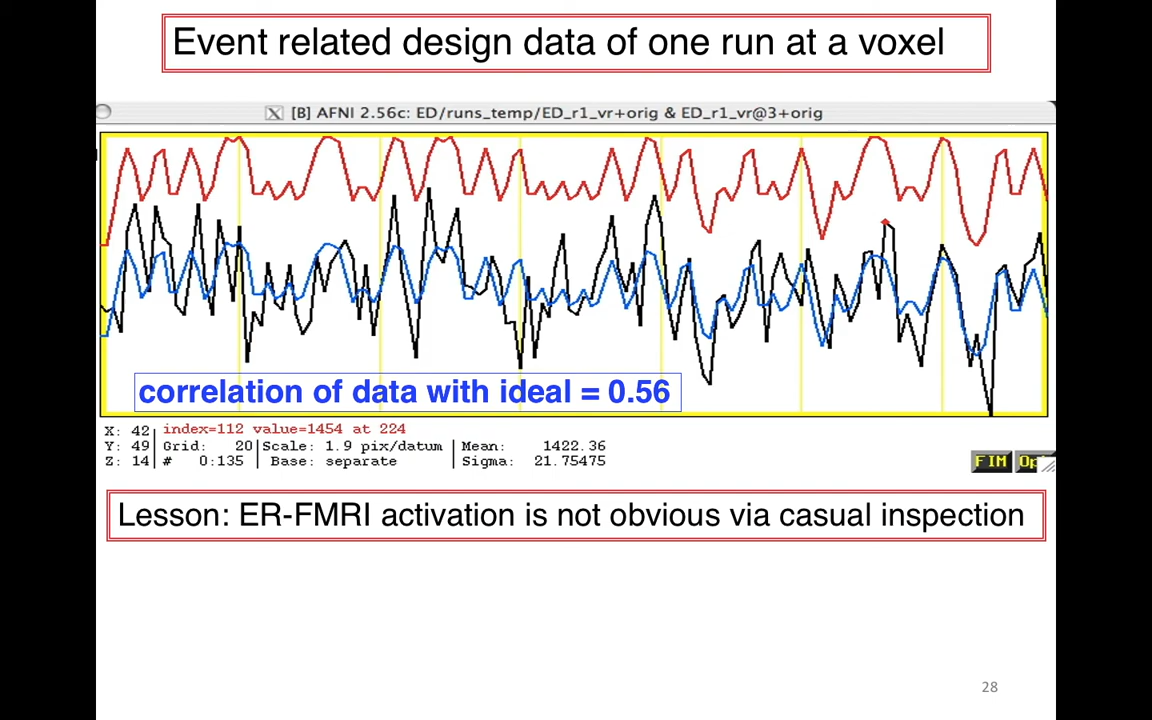 Event related design data of one run at a voxel
X [B] AFNI 2.56c: ED/runs_temp/ED_r1_vr+orig & ED_r1_vr@3+orig
correlation of data with ideal = 0.56
X: 42 index=112 value=1454 at 224
Y: 49 Grid: 20 Scale: 1.9 pix/datum Mean: 1422.36
Z: 14 # 0:135 Base: separate Sigma: 21.75475
FIM
Lesson: ER-FMRI activation is not obvious via casual inspection
28